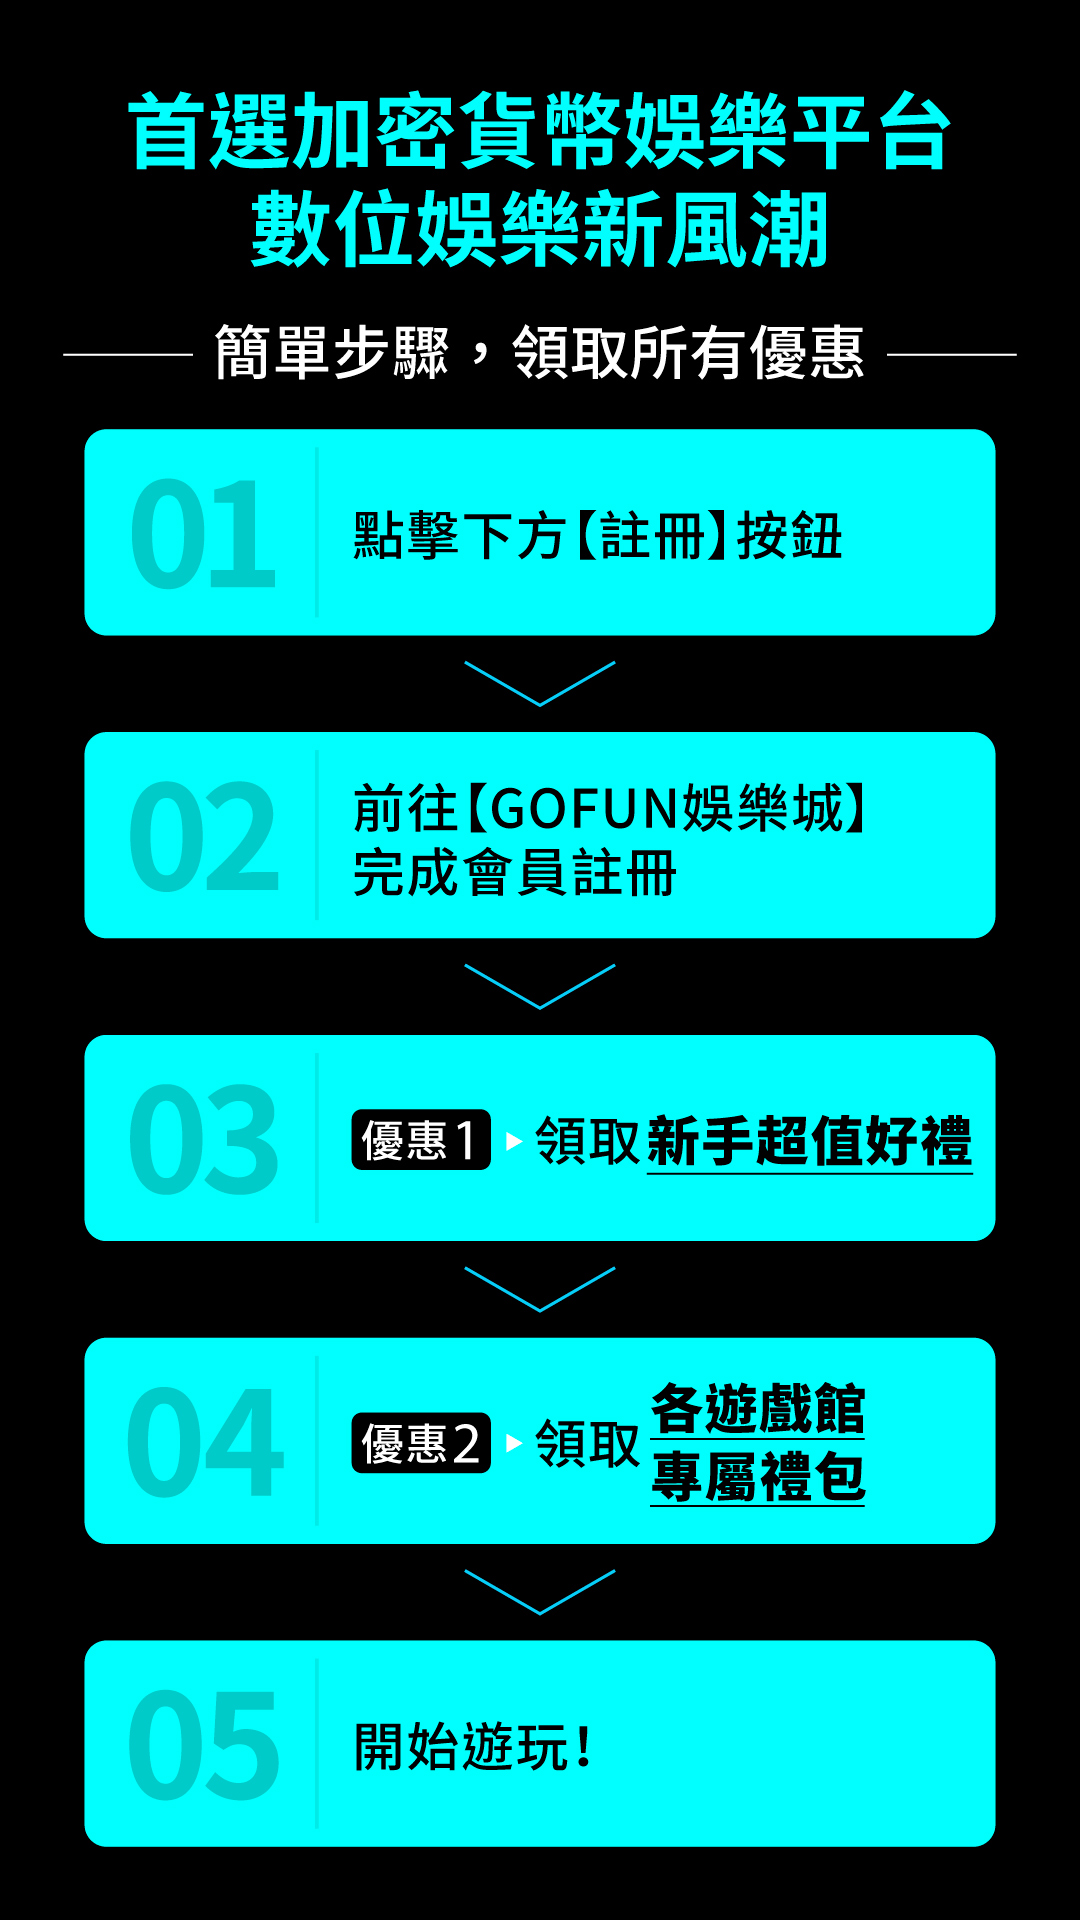 首選加密貨幣娛樂平台
數位娛樂新風潮
簡單步驟，領取所有優惠
01
點擊下方【註冊】按鈕
02
前往【GOFUN娛樂城】
完成會員註冊
03
優惠1 領取新手超值好禮
04
優惠2 領取
各遊戲館
專屬禮包
05
開始遊玩！